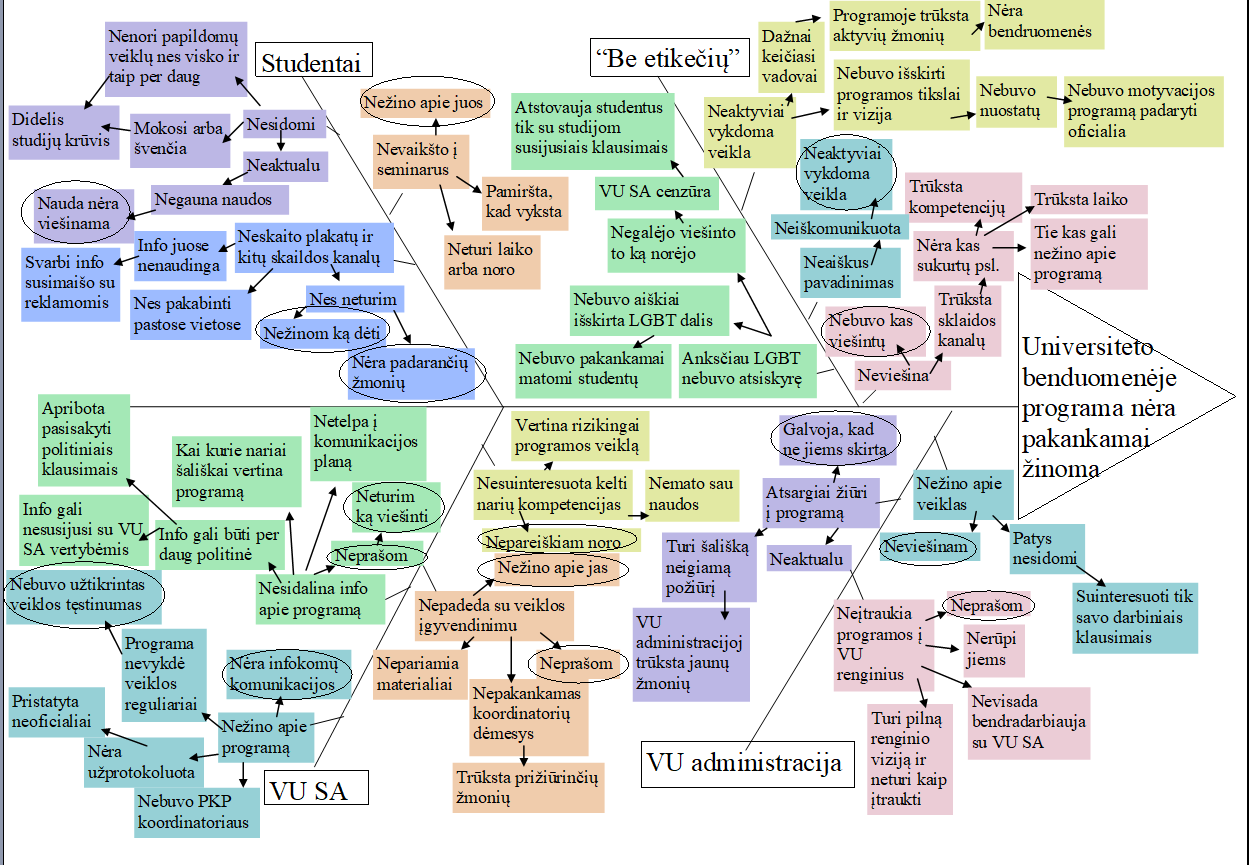 Studentai
Nenori papildomų
veiklų nes visko ir
taip per daug
Didelis
studijų krūvis
Mokosi arba
švenčia
Nesidomi
Neaktualu
Negauna naudos
Nauda nėra
viešinama
Neskaito plakatų ir
kitų skaildos kanalų
Info juose
nenaudinga
Svarbi info
susimaišo su
reklamomis
Nes pakabinti
pastose vietose
Nes neturim
Nežinom ką dėti
Nėra padarančių
žmonių
Nežino apie juos
Nevaikšto į
seminarus
Pamiršta,
kad vyksta
Neturi laiko
arba noro
“Be etikečių”
Atstovauja studentus
tik su studijom
susijusiais klausimais
VU SA cenzūra
Negalėjo viešinto
to ką norėjo
Nebuvo aiškiai
išskirta LGBT dalis
Nebuvo pakankamai
matomi studentų
Anksčiau LGBT
nebuvo atsiskyrę
Neaktyviai
vykdoma
veikla
Dažnai
keičiasi
vadovai
Programoje trūksta
aktyvių žmonių
Nėra
bendruomenės
Nebuvo išskirti
programos tikslai
ir vizija
Nebuvo
nuostatų
Nebuvo motyvacijos
programą padaryti
oficialia
Neaktyviai
vykdoma
veikla
Neiškomunikuota
Neaiškus
pavadinimas
Trūksta
kompetencijų
Trūksta laiko
Nėra kas
sukurtų psl.
Tie kas gali
nežino apie
programą
Trūksta
sklaidos
kanalų
Nebuvo kas
viešintų
Neviešina
Universiteto
benduomenėje
programa nėra
pakankamai
žinoma
Apribota
pasisakyti
politiniais
klausimais
Kai kurie nariai
šališkai vertina
programą
Netelpa į
komunikacijos
planą
Neturim
ką viešinti
Info gali
nesusijusi su VU
SA vertybėmis
Info gali būti per
daug politinė
Neprašom
Nesidalina info
apie programą
Nebuvo užtikrintas
veiklos tęstinumas
Programa
nevykdė
veiklos
reguliariai
Nėra infokomų
komunikacijos
Pristatyta
neoficialiai
Nežino apie
programą
Nėra
užprotokoluota
Nebuvo PKP
koordinatoriaus
VU SA
Vertina rizikingai
programos veiklą
Nesuinteresuota kelti
narių kompetencijas
Nemato sau
naudos
Nepareiškiam noro
Nežino apie jas
Nepadeda su veiklos
įgyvendinimu
Nepariamia
materialiai
Neprašom
Nepakankamas
koordinatorių
dėmesys
Trūksta prižiūrinčių
žmonių
Galvoja, kad
ne jiems skirta
Atsargiai žiūri
į programą
Turi šališką
neigiamą
požiūrį
Neaktualu
VU
administracijoj
trūksta jaunų
žmonių
VU administracija
Nežino apie
veiklas
Neviešinam
Patys
nesidomi
Suinteresuoti tik
savo darbiniais
klausimais
Neįtraukia
programos į
VU
renginius
Neprašom
Nerūpi
jiems
Nevisada
bendradarbiauja
su VU SA
Turi pilną
renginio
viziją ir
neturi kaip
įtraukti